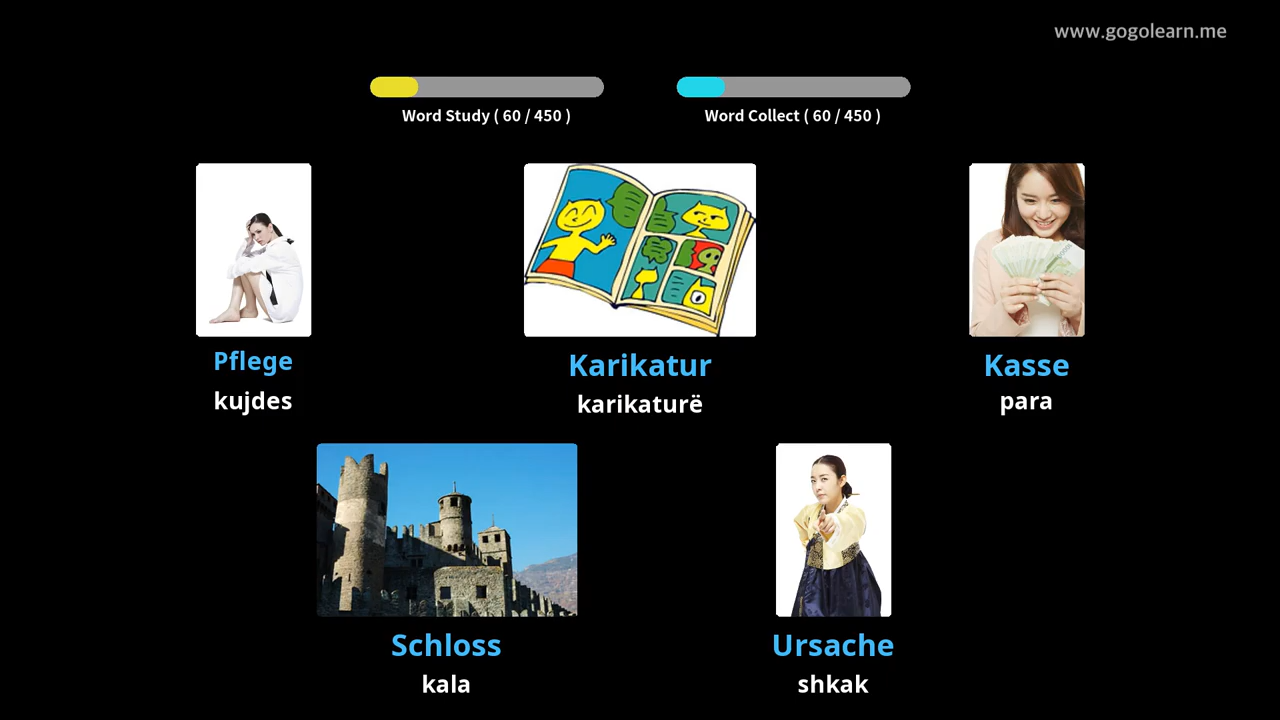 www.gogolearn.me
Word Study ( 60 / 450 )
Word Collect ( 60 / 450 )
Pflege
kujdes
Karikatur
karikaturë
Kasse
para
Schloss
kala
Ursache
shkak